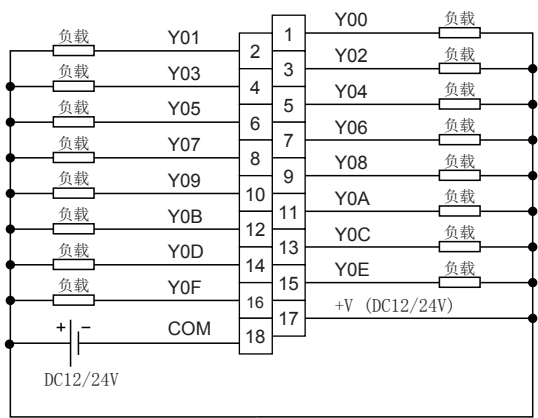 Y00 负载
负载 Y01 1
2 Y02 负载
负载 Y03 3
4 Y04 负载
负载 Y05 5
6 Y06 负载
负载 Y07 7
8 Y08 负载
负载 Y09 9
10 Y0A 负载
负载 Y0B 11
12 Y0C 负载
负载 Y0D 13
14 Y0E 负载
负载 Y0F 15
16 +V (DC12/24V)
+ − COM 17
18
DC12/24V